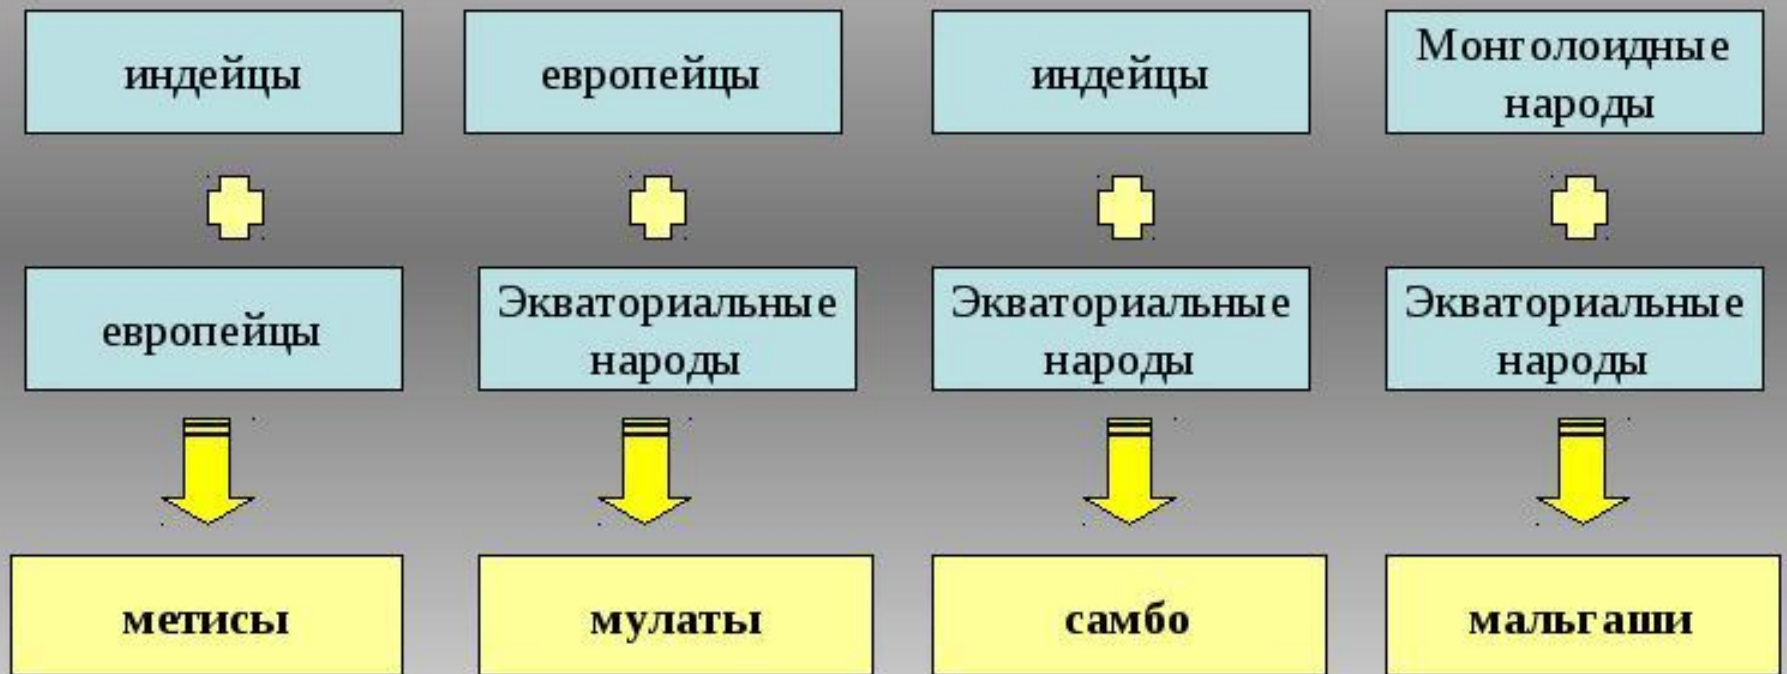 индейцы
европейцы
индейцы
Монголоидные
народы
европейцы
Экваториальные
народы
Экваториальные
народы
Экваториальные
народы
метисы
мулаты
самбо
мальгаши